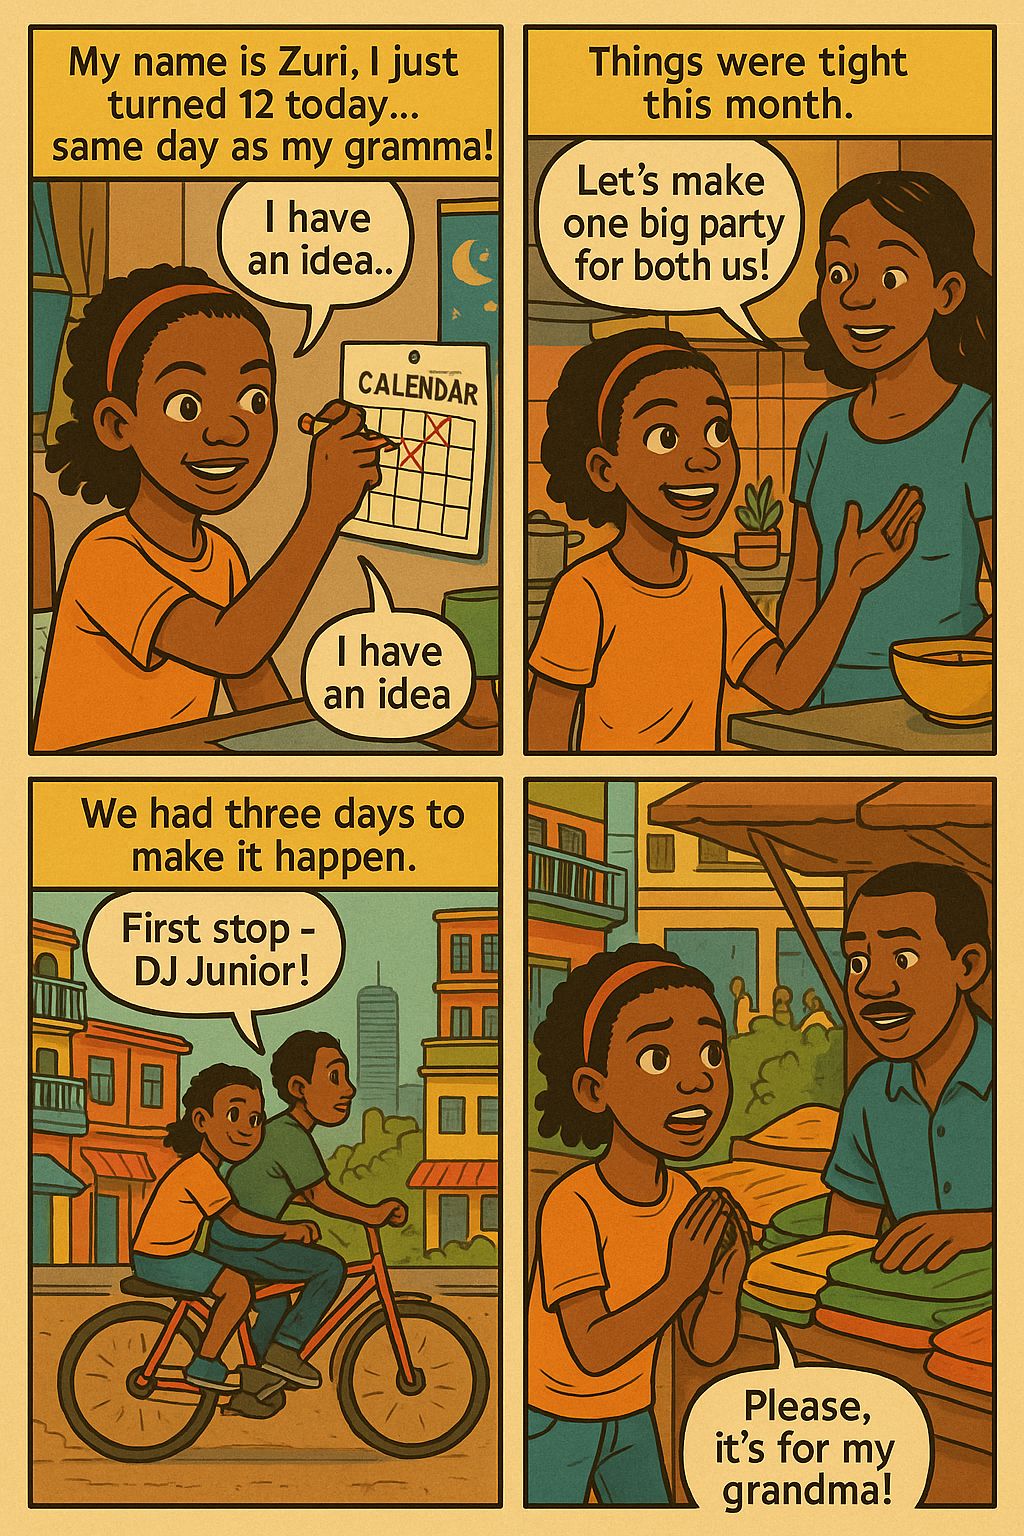 My name is Zuri, I just
turned 12 today...
same day as my gramma!
I have
an idea..
CALENDAR
I have
an idea
Things were tight
this month.
Let's make
one big party
for both us!
We had three days to
make it happen.
First stop -
DJ Junior!
Please,
it's for my
grandma!